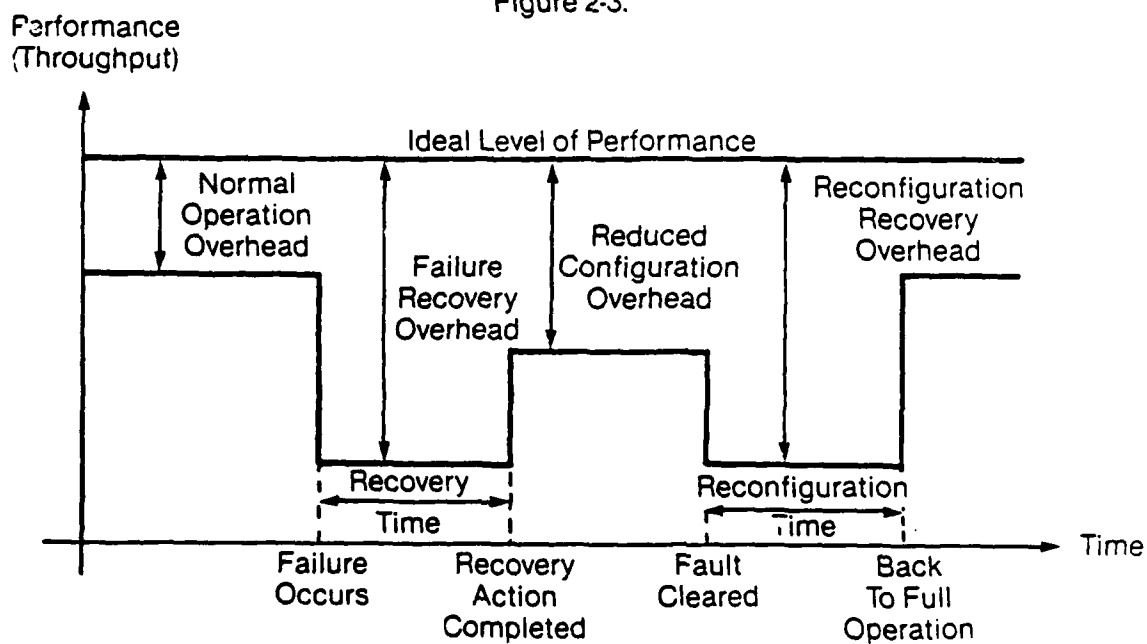 Figure 2-3.
Performance
(Throughput)
Ideal Level of Performance
Normal
Operation
Overhead
Failure
Recovery
Overhead
Reduced
Configuration
Overhead
Reconfiguration
Recovery
Overhead
Recovery
Time
Reconfiguration
Time
Time
Failure
Occurs
Recovery
Action
Completed
Fault
Cleared
Back
To Full
Operation